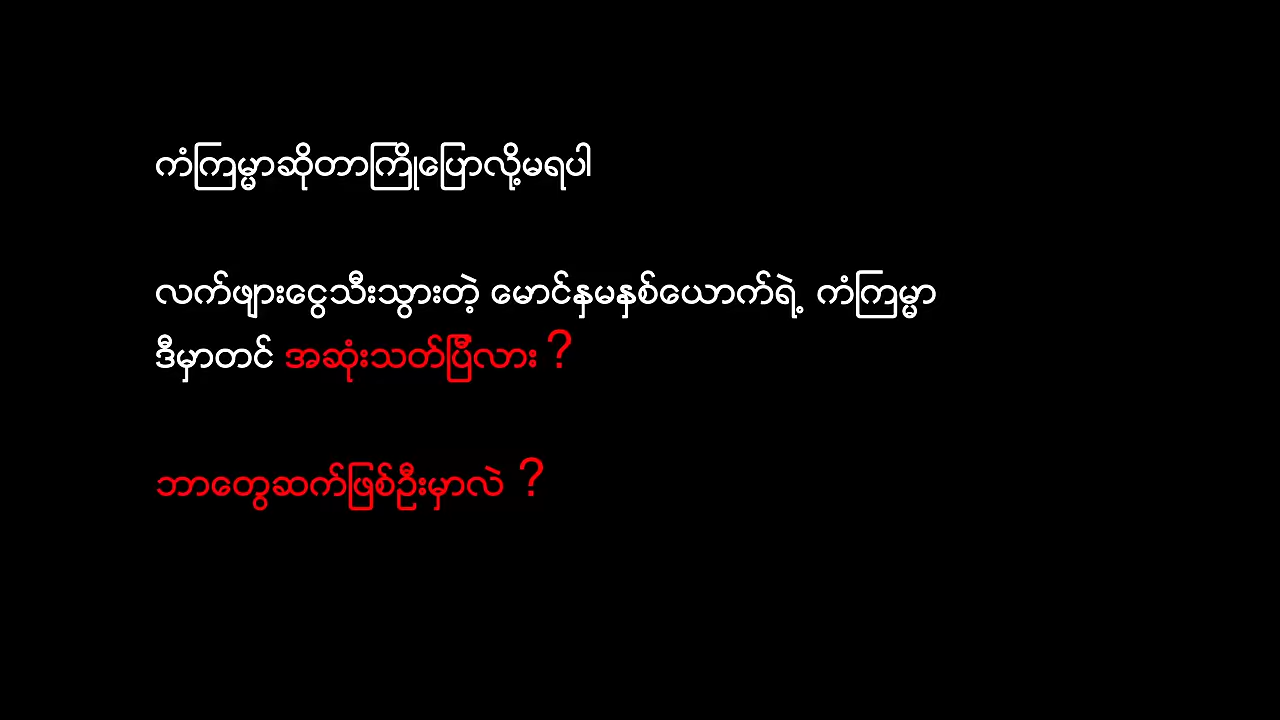 ကံကြမ္မာဆိုတာကြိုပြောလို့မရပါ
လက်ဖျားငွေသီးသွားတဲ့ မောင်နှမနှစ်ယောက်ရဲ့ ကံကြမ္မာ
ဒီမှာတင် အဆုံးသတ်ပြီလား ?
ဘာတွေဆက်ဖြစ်ဦးမှာလဲ ?